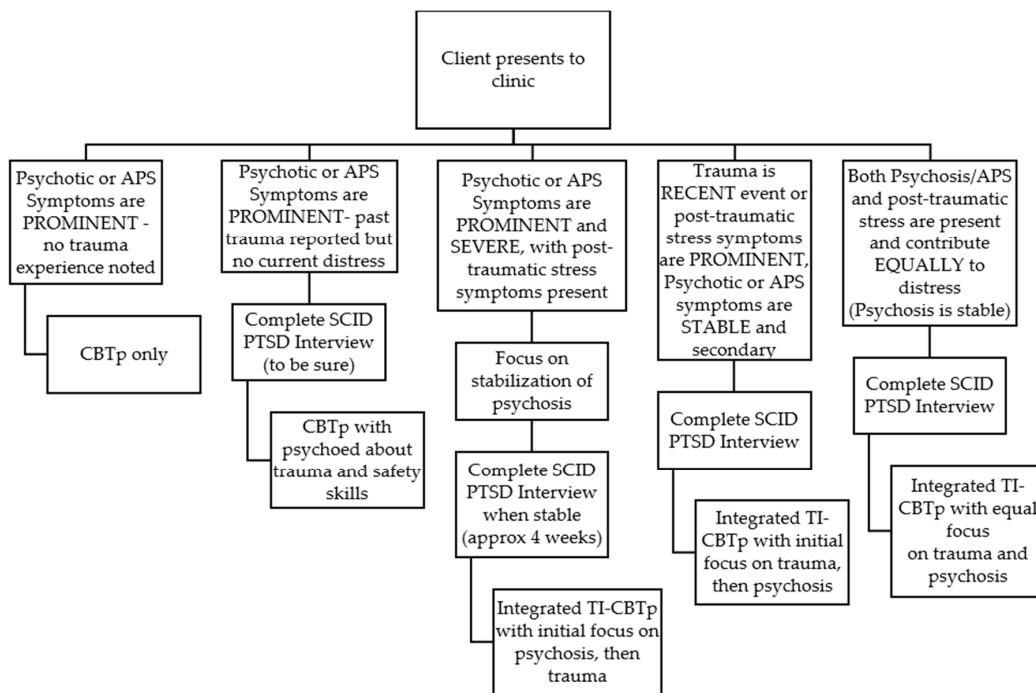 Client presents to
clinic
Psychotic or APS
Symptoms are
PROMINENT -
no trauma
experience noted
CBTp only
Psychotic or APS
Symptoms are
PROMINENT- past
trauma reported but
no current distress
Complete SCID
PTSD Interview
(to be sure)
CBTp with
psychoed about
trauma and safety
skills
Psychotic or APS
Symptoms are
PROMINENT and
SEVERE, with post-
traumatic stress
symptoms present
Focus on
stabilization of
psychosis
Complete SCID
PTSD Interview
when stable
(approx 4 weeks)
Integrated TI-CBTp
with initial focus on
psychosis, then
trauma
Trauma is
RECENT event or
post-traumatic
stress symptoms
are PROMINENT,
Psychotic or APS
symptoms are
STABLE and
secondary
Complete SCID
PTSD Interview
Integrated TI-
CBTp with initial
focus on trauma,
then psychosis
Both Psychosis/APS
and post-traumatic
stress are present
and contribute
EQUALLY to
distress
(Psychosis is stable)
Complete SCID
PTSD Interview
Integrated TI-
CBTp with equal
focus
on trauma and
psychosis